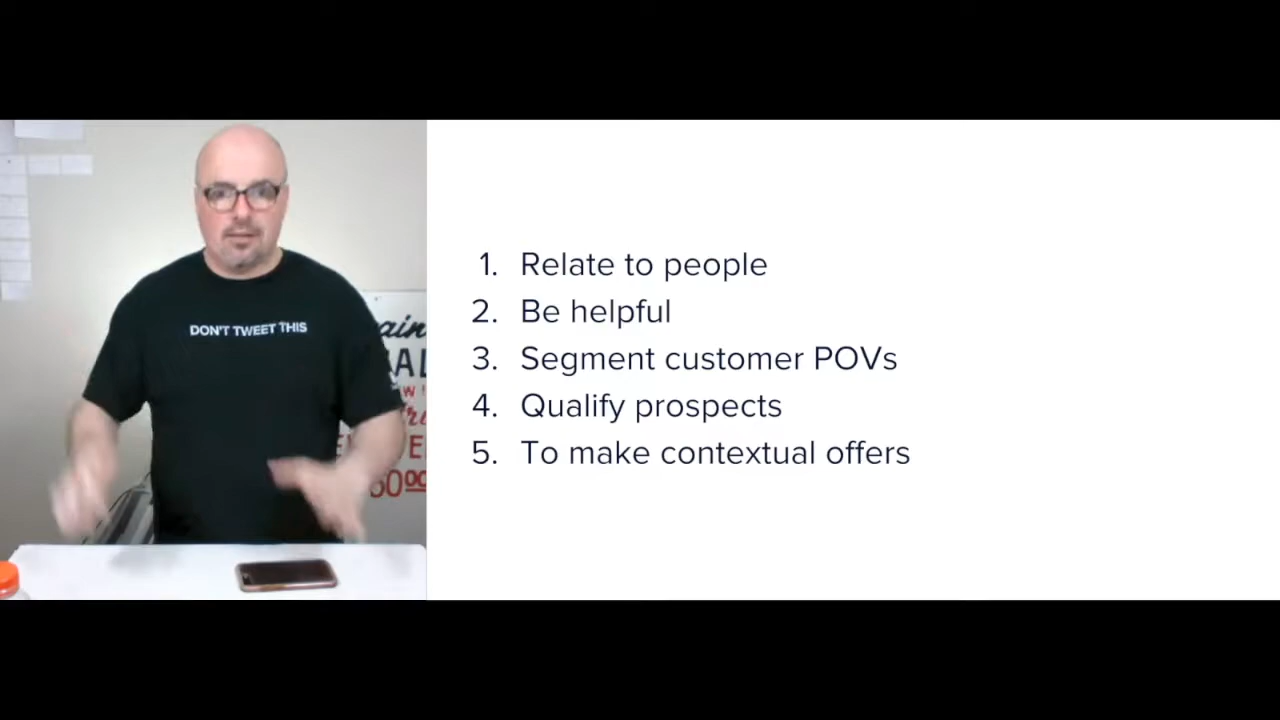 DON'T TWEET THIS
1. Relate to people
2. Be helpful
3. Segment customer POVs
4. Qualify prospects
5. To make contextual offers